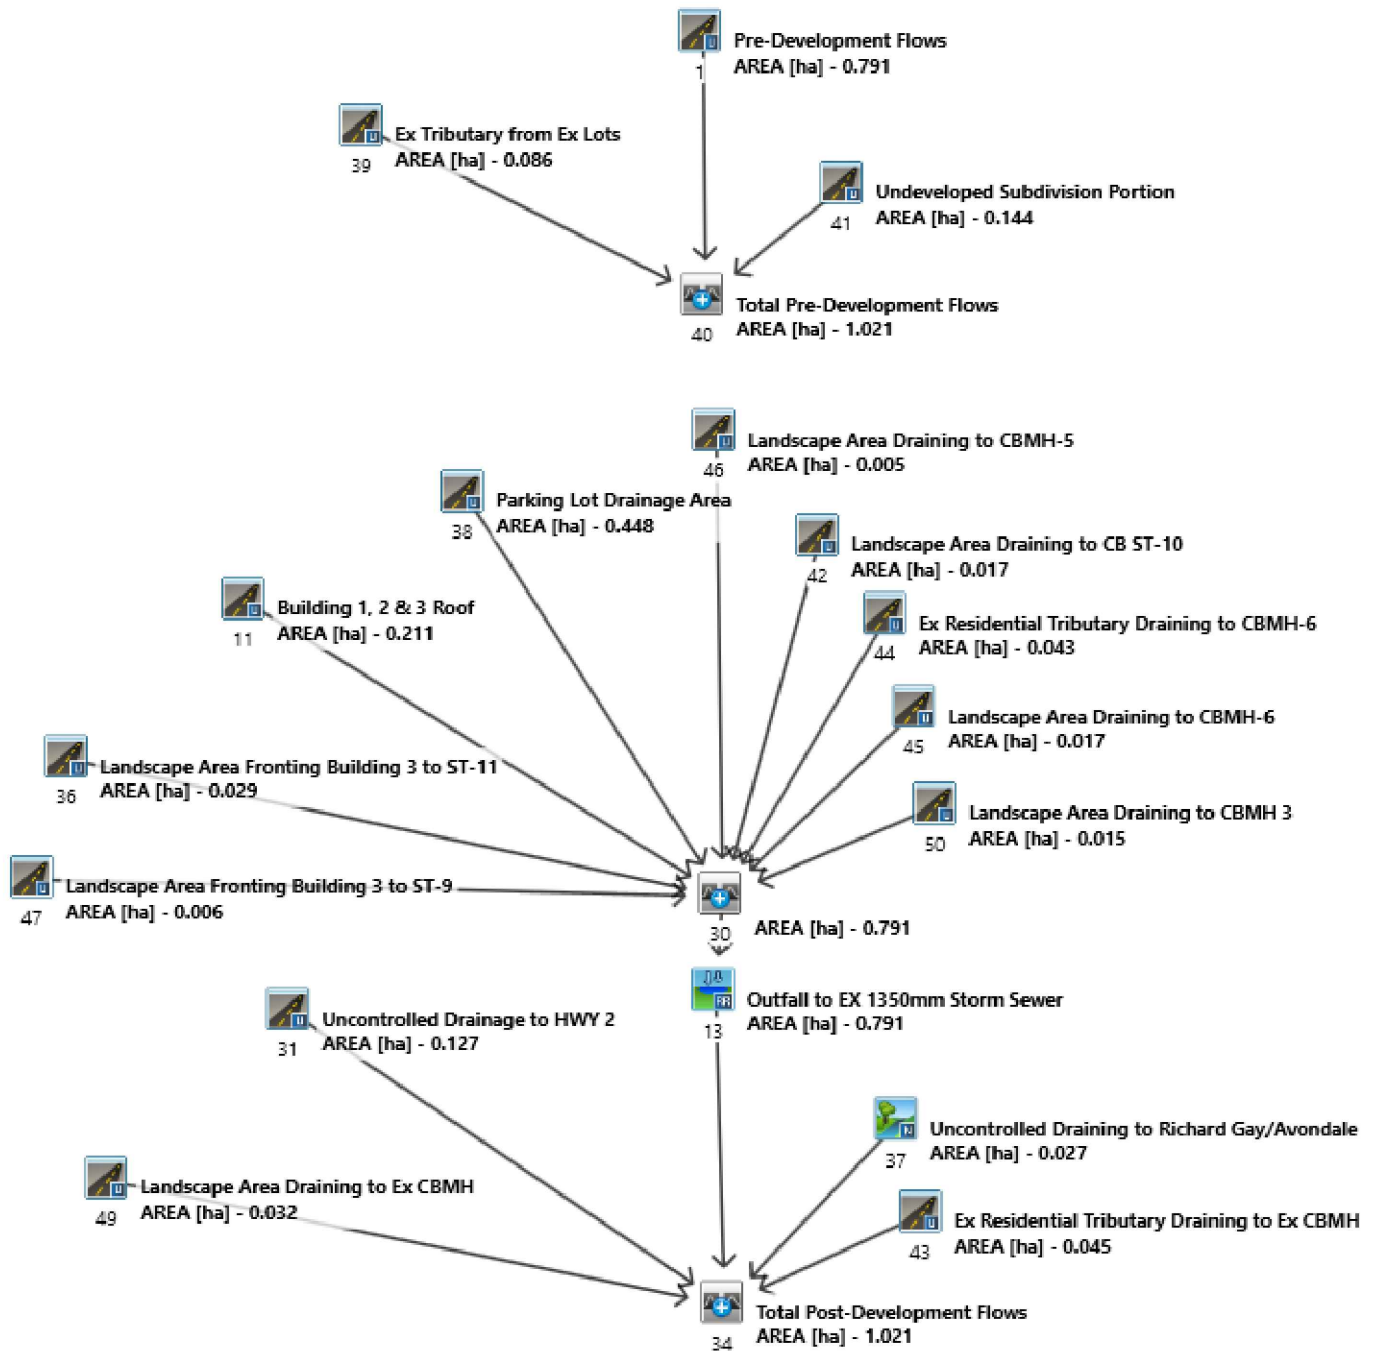 Pre-Development Flows
AREA [ha] - 0.791
1
Ex Tributary from Ex Lots
AREA [ha] - 0.086
39
Undeveloped Subdivision Portion
AREA [ha] - 0.144
41
Total Pre-Development Flows
AREA [ha] - 1.021
40
Landscape Area Draining to CBMH-5
AREA [ha] - 0.005
46
Parking Lot Drainage Area
AREA [ha] - 0.448
38
Landscape Area Draining to CB ST-10
AREA [ha] - 0.017
42
Building 1, 2 & 3 Roof
AREA [ha] - 0.211
11
Ex Residential Tributary Draining to CBMH-6
AREA [ha] - 0.043
44
Landscape Area Draining to CBMH-6
AREA [ha] - 0.017
45
Landscape Area Fronting Building 3 to ST-11
AREA [ha] - 0.029
36
Landscape Area Draining to CBMH 3
AREA [ha] - 0.015
50
Landscape Area Fronting Building 3 to ST-9
AREA [ha] - 0.006
47
AREA [ha] - 0.791
30
Outfall to EX 1350mm Storm Sewer
AREA [ha] - 0.791
13
Uncontrolled Drainage to HWY 2
AREA [ha] - 0.127
31
Uncontrolled Draining to Richard Gay/Avondale
AREA [ha] - 0.027
37
Landscape Area Draining to Ex CBMH
AREA [ha] - 0.032
49
Ex Residential Tributary Draining to Ex CBMH
AREA [ha] - 0.045
43
Total Post-Development Flows
AREA [ha] - 1.021
34